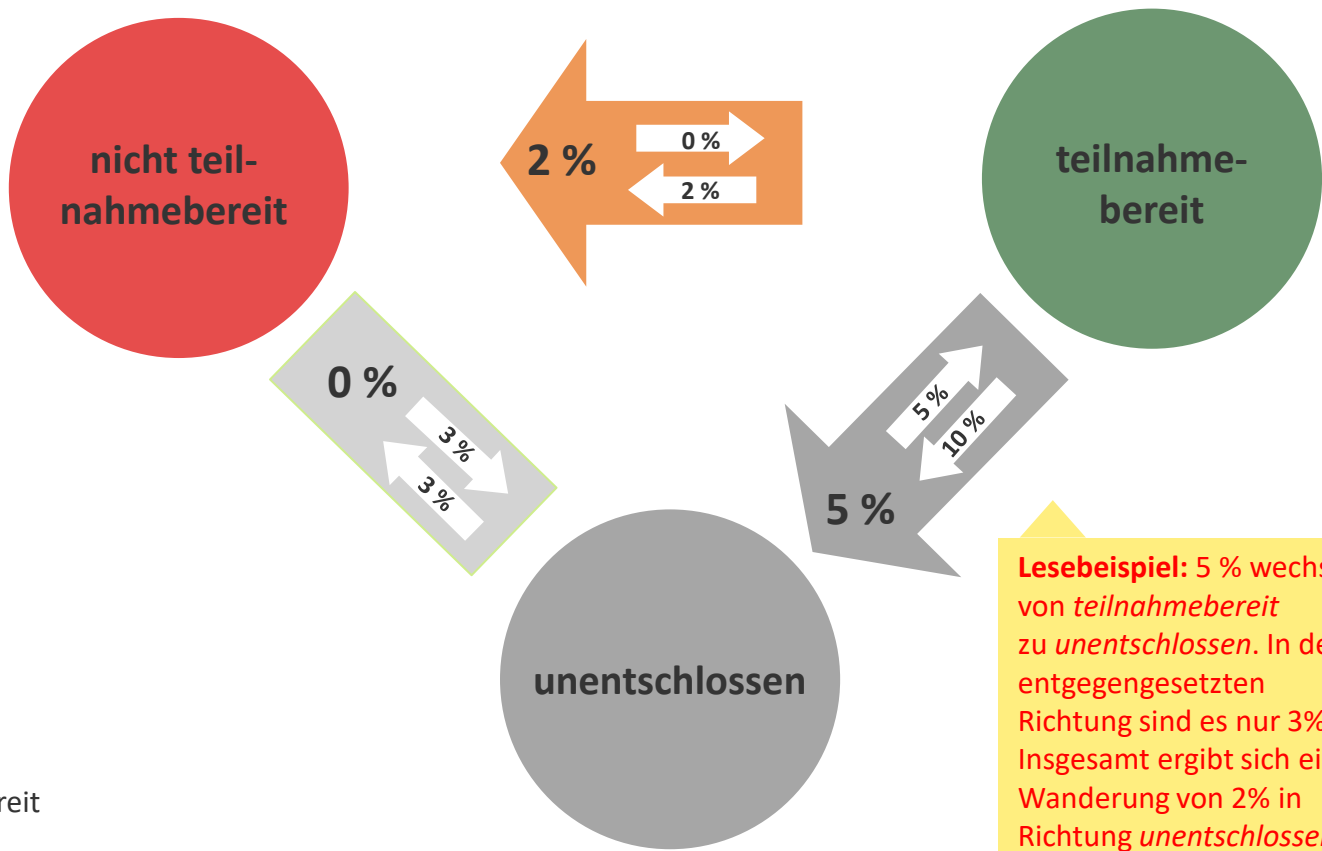 nicht teil-
nahmebereit
2 %
0 %
2 %
teilnahme-
bereit
0 %
3 %
3 %
5 %
10 %
5 %
unentschlossen
Lesebeispiel: 5 % wechs
von teilnahmebereit
zu unentschlossen. In de
entgegengesetzten
Richtung sind es nur 3%
Insgesamt ergibt sich ei
Wanderung von 2% in
Richtung unentschlossen
reit